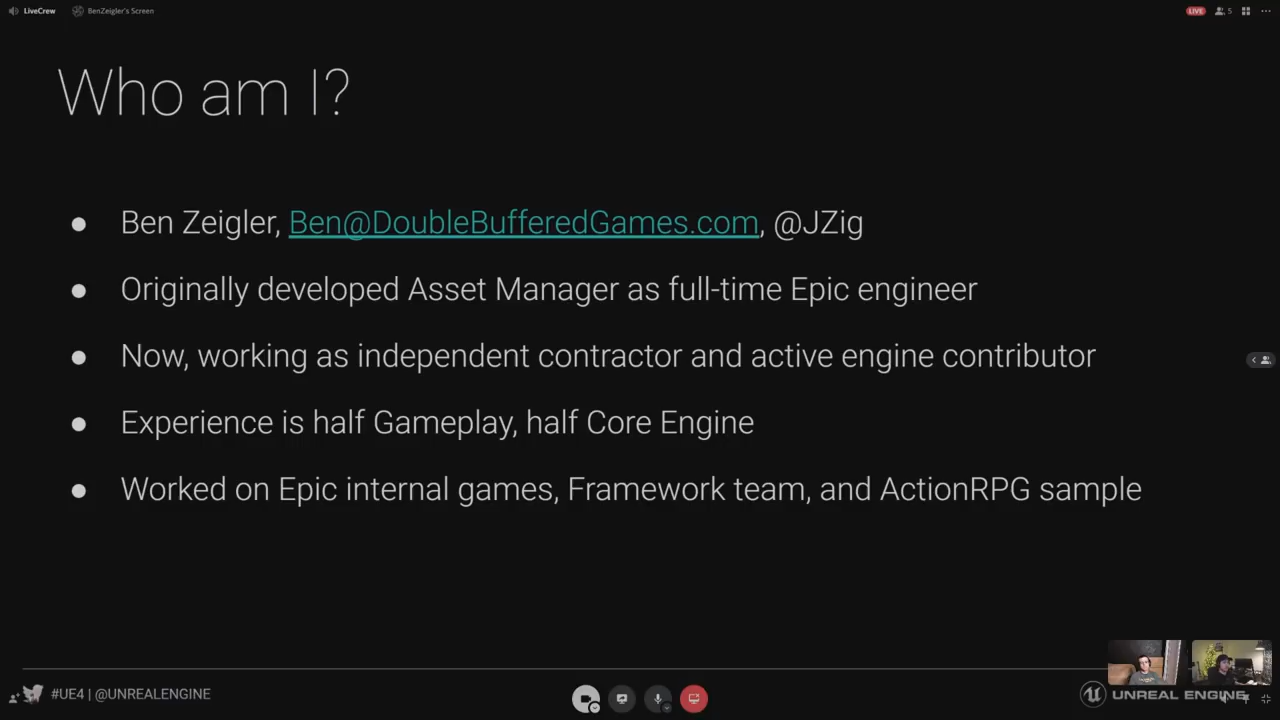 LiveCrew BenZeigler's Screen LIVE 5
Who am I?
● Ben Zeigler, Ben@DoubleBufferedGames.com, @JZig
● Originally developed Asset Manager as full-time Epic engineer
● Now, working as independent contractor and active engine contributor
● Experience is half Gameplay, half Core Engine
● Worked on Epic internal games, Framework team, and ActionRPG sample
#UE4 | @UNREALENGINE
UNREAL ENGINE